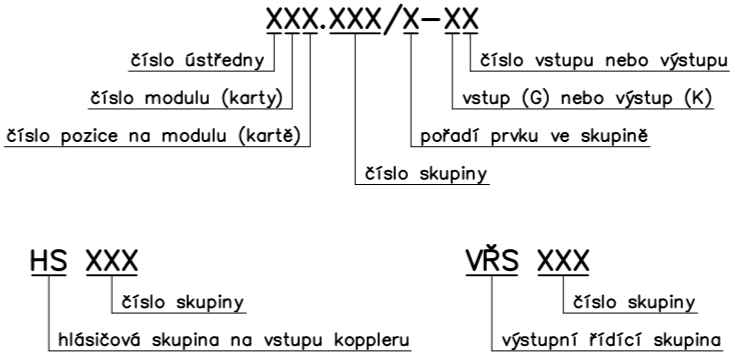 XXX.XXX/X-XX
číslo ústředny
číslo vstupu nebo výstupu
číslo modulu (karty)
vstup (G) nebo výstup (K)
číslo pozice na modulu (kartě)
pořadí prvku ve skupině
číslo skupiny
HS XXX
číslo skupiny
hlásičová skupina na vstupu koppleru
VŘS XXX
číslo skupiny
výstupní řídící skupina